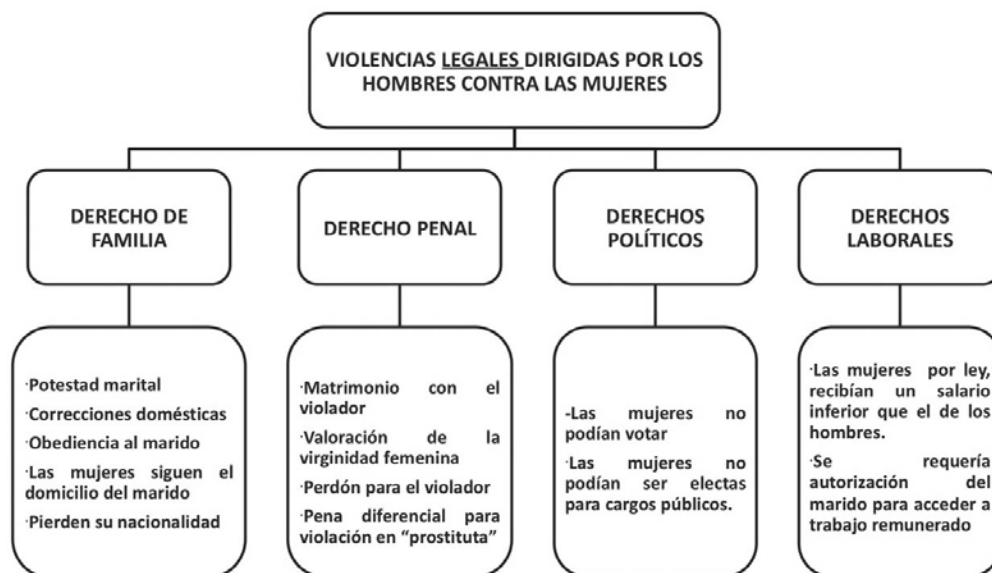 VIOLENCIAS LEGALES DIRIGIDAS POR LOS
HOMBRES CONTRA LAS MUJERES
DERECHO DE
FAMILIA
DERECHO PENAL
DERECHOS
POLÍTICOS
DERECHOS
LABORALES
·Potestad marital
·Correcciones domésticas
·Obediencia al marido
·Las mujeres siguen el
domicilio del marido
·Pierden su nacionalidad
·Matrimonio con el
violador
·Valoración de la
virginidad femenina
·Perdón para el violador
·Pena diferencial para
violación en “prostituta”
-Las mujeres no
podían votar
·Las mujeres no
podían ser electas
para cargos públicos.
·Las mujeres por ley,
recibían un salario
inferior que el de los
hombres.
·Se requería
autorización del
marido para acceder a
trabajo remunerado